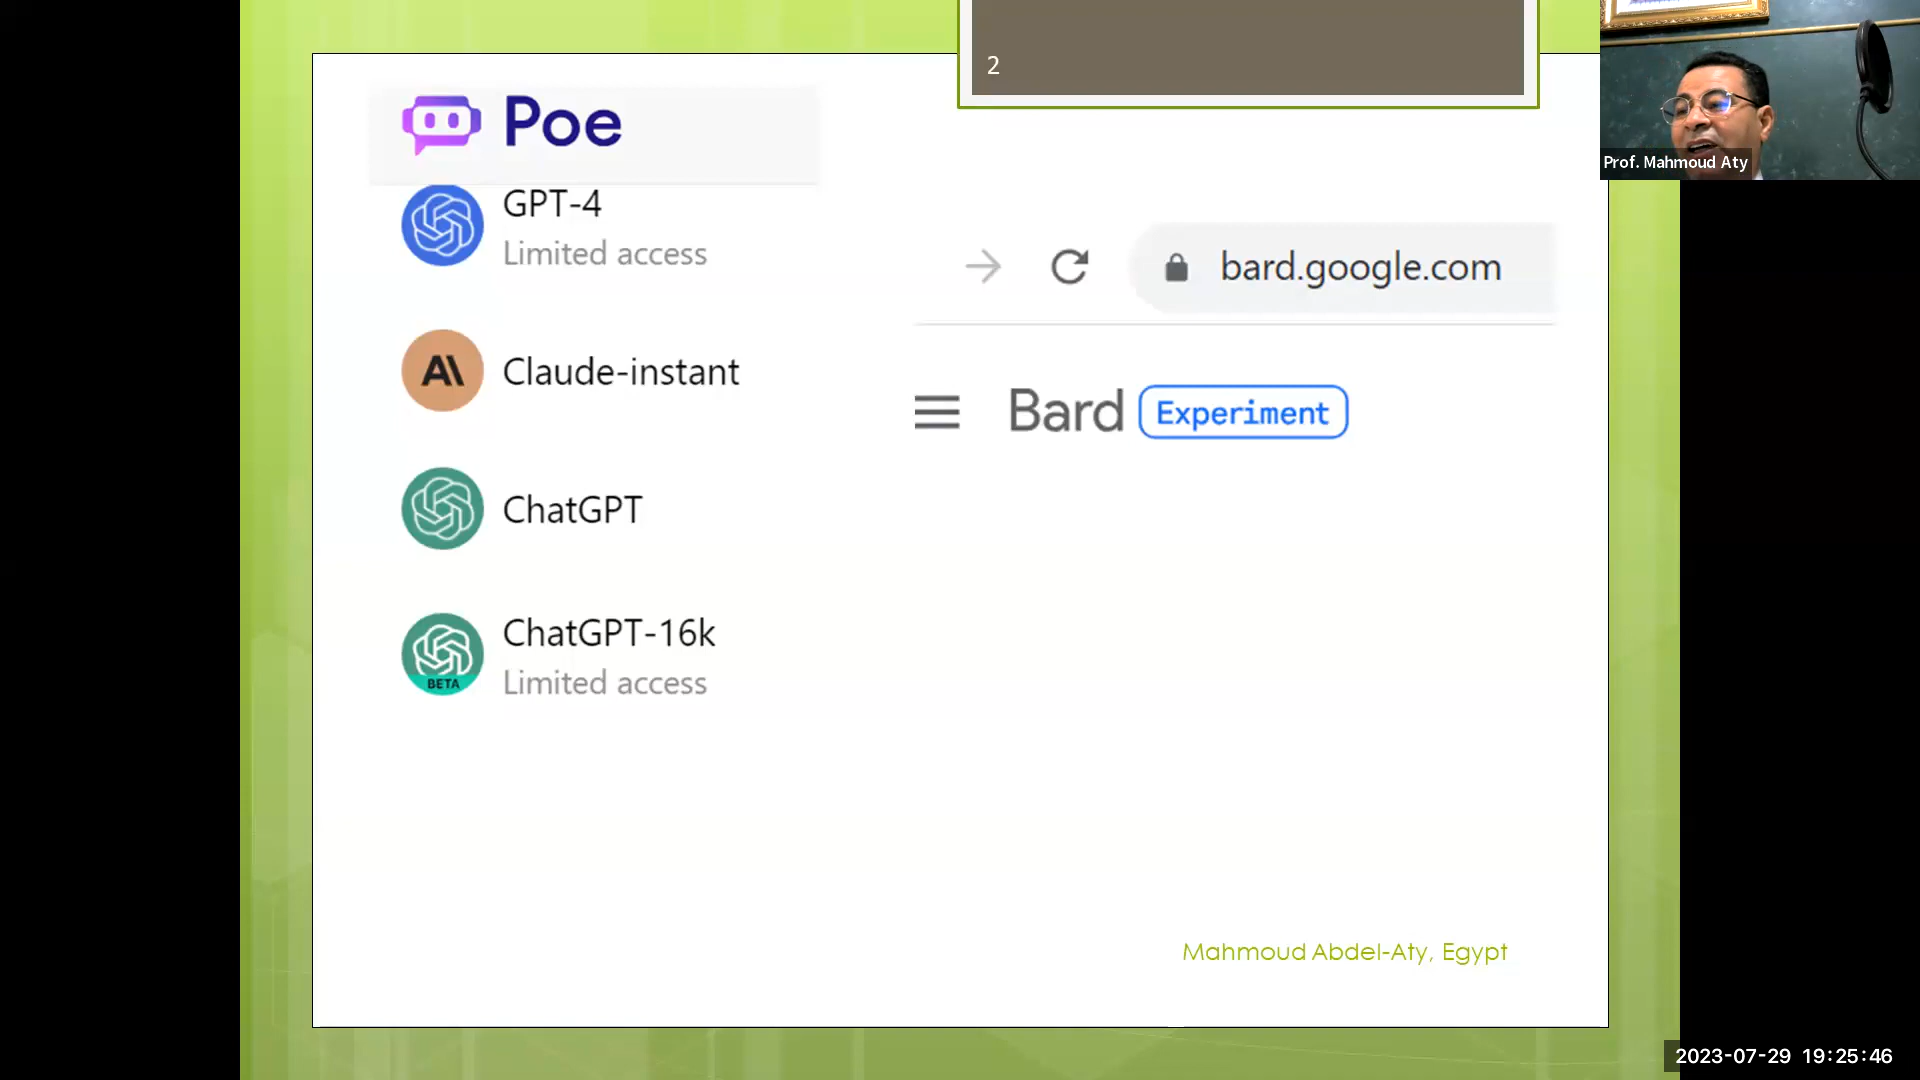 2
Poe
GPT-4
Limited access
Claude-instant
ChatGPT
ChatGPT-16k
BETA
Limited access
bard.google.com
Bard Experiment
Mahmoud Abdel-Aty, Egypt
Prof. Mahmoud Aty
2023-07-29 19:25:46